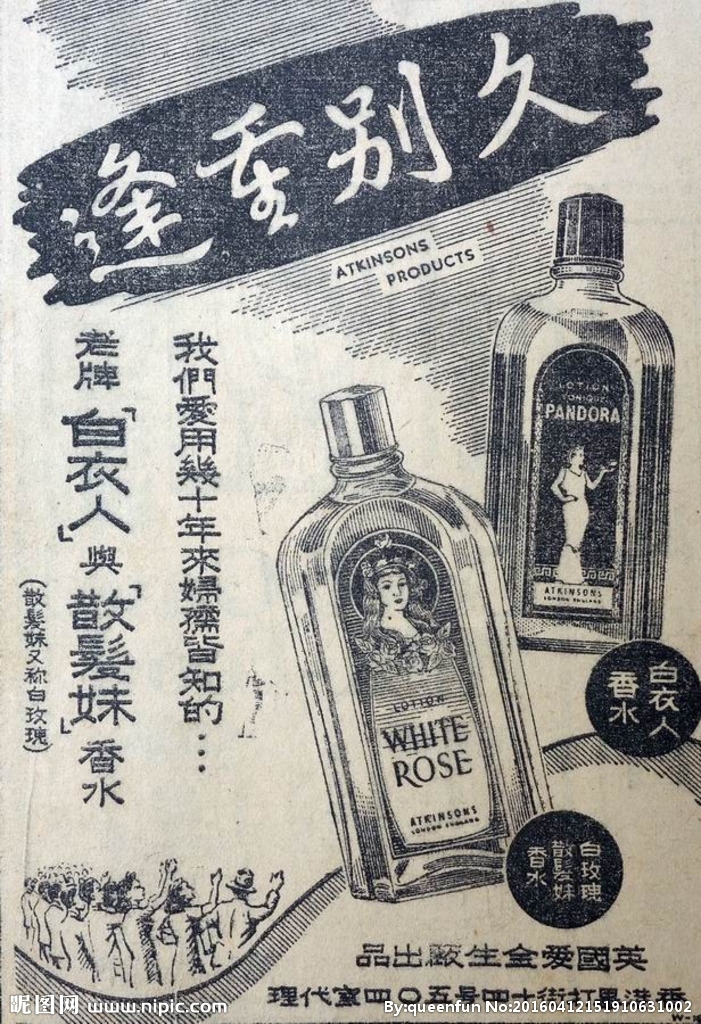 久別重逢
ATKINSONS
PRODUCTS
我們愛用幾十年來婦孺皆知的…
老牌「白衣人」與「散髮妹」香水
(散髮妹又称白玫瑰)
LOTION
TONIQUE
PANDORA
ATKINSONS
LONDON ENGLAND
LOTION
WHITE
ROSE
ATKINSONS
LONDON ENGLAND
白衣人
香水
白玫瑰
散髮妹
香水
英國愛金生廠出品
香港畢打街十四号五〇四室代理
昵图网 www.nipic.com
By:queenfun No:20160412151910631002